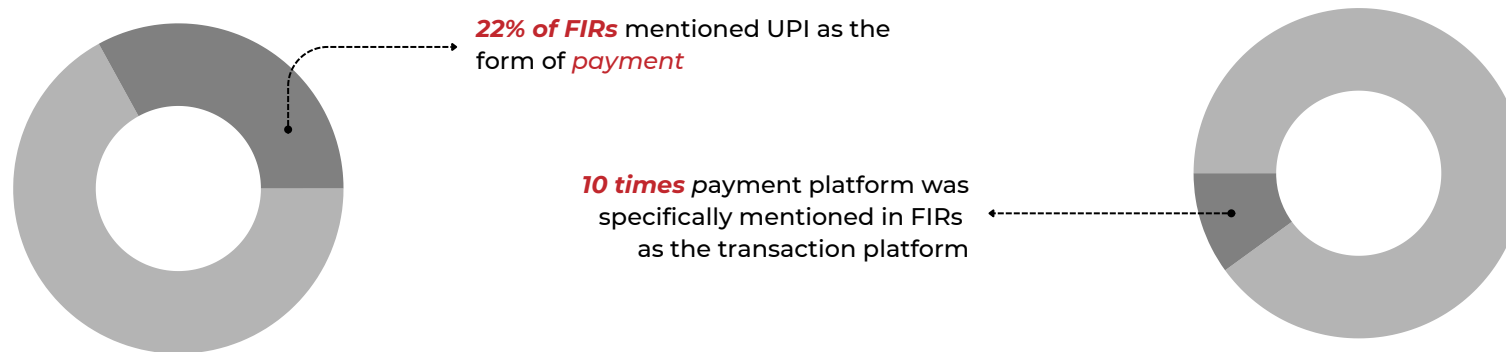 22% of FIRs mentioned UPI as the
form of payment
10 times payment platform was
specifically mentioned in FIRs
as the transaction platform